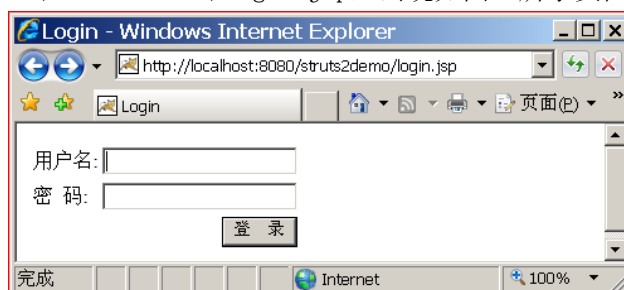 Login - Windows Internet Explorer
http://localhost:8080/struts2demo/login.jsp
Login
页面(P)
用户名:
密 码:
登 录
完成
Internet
100%